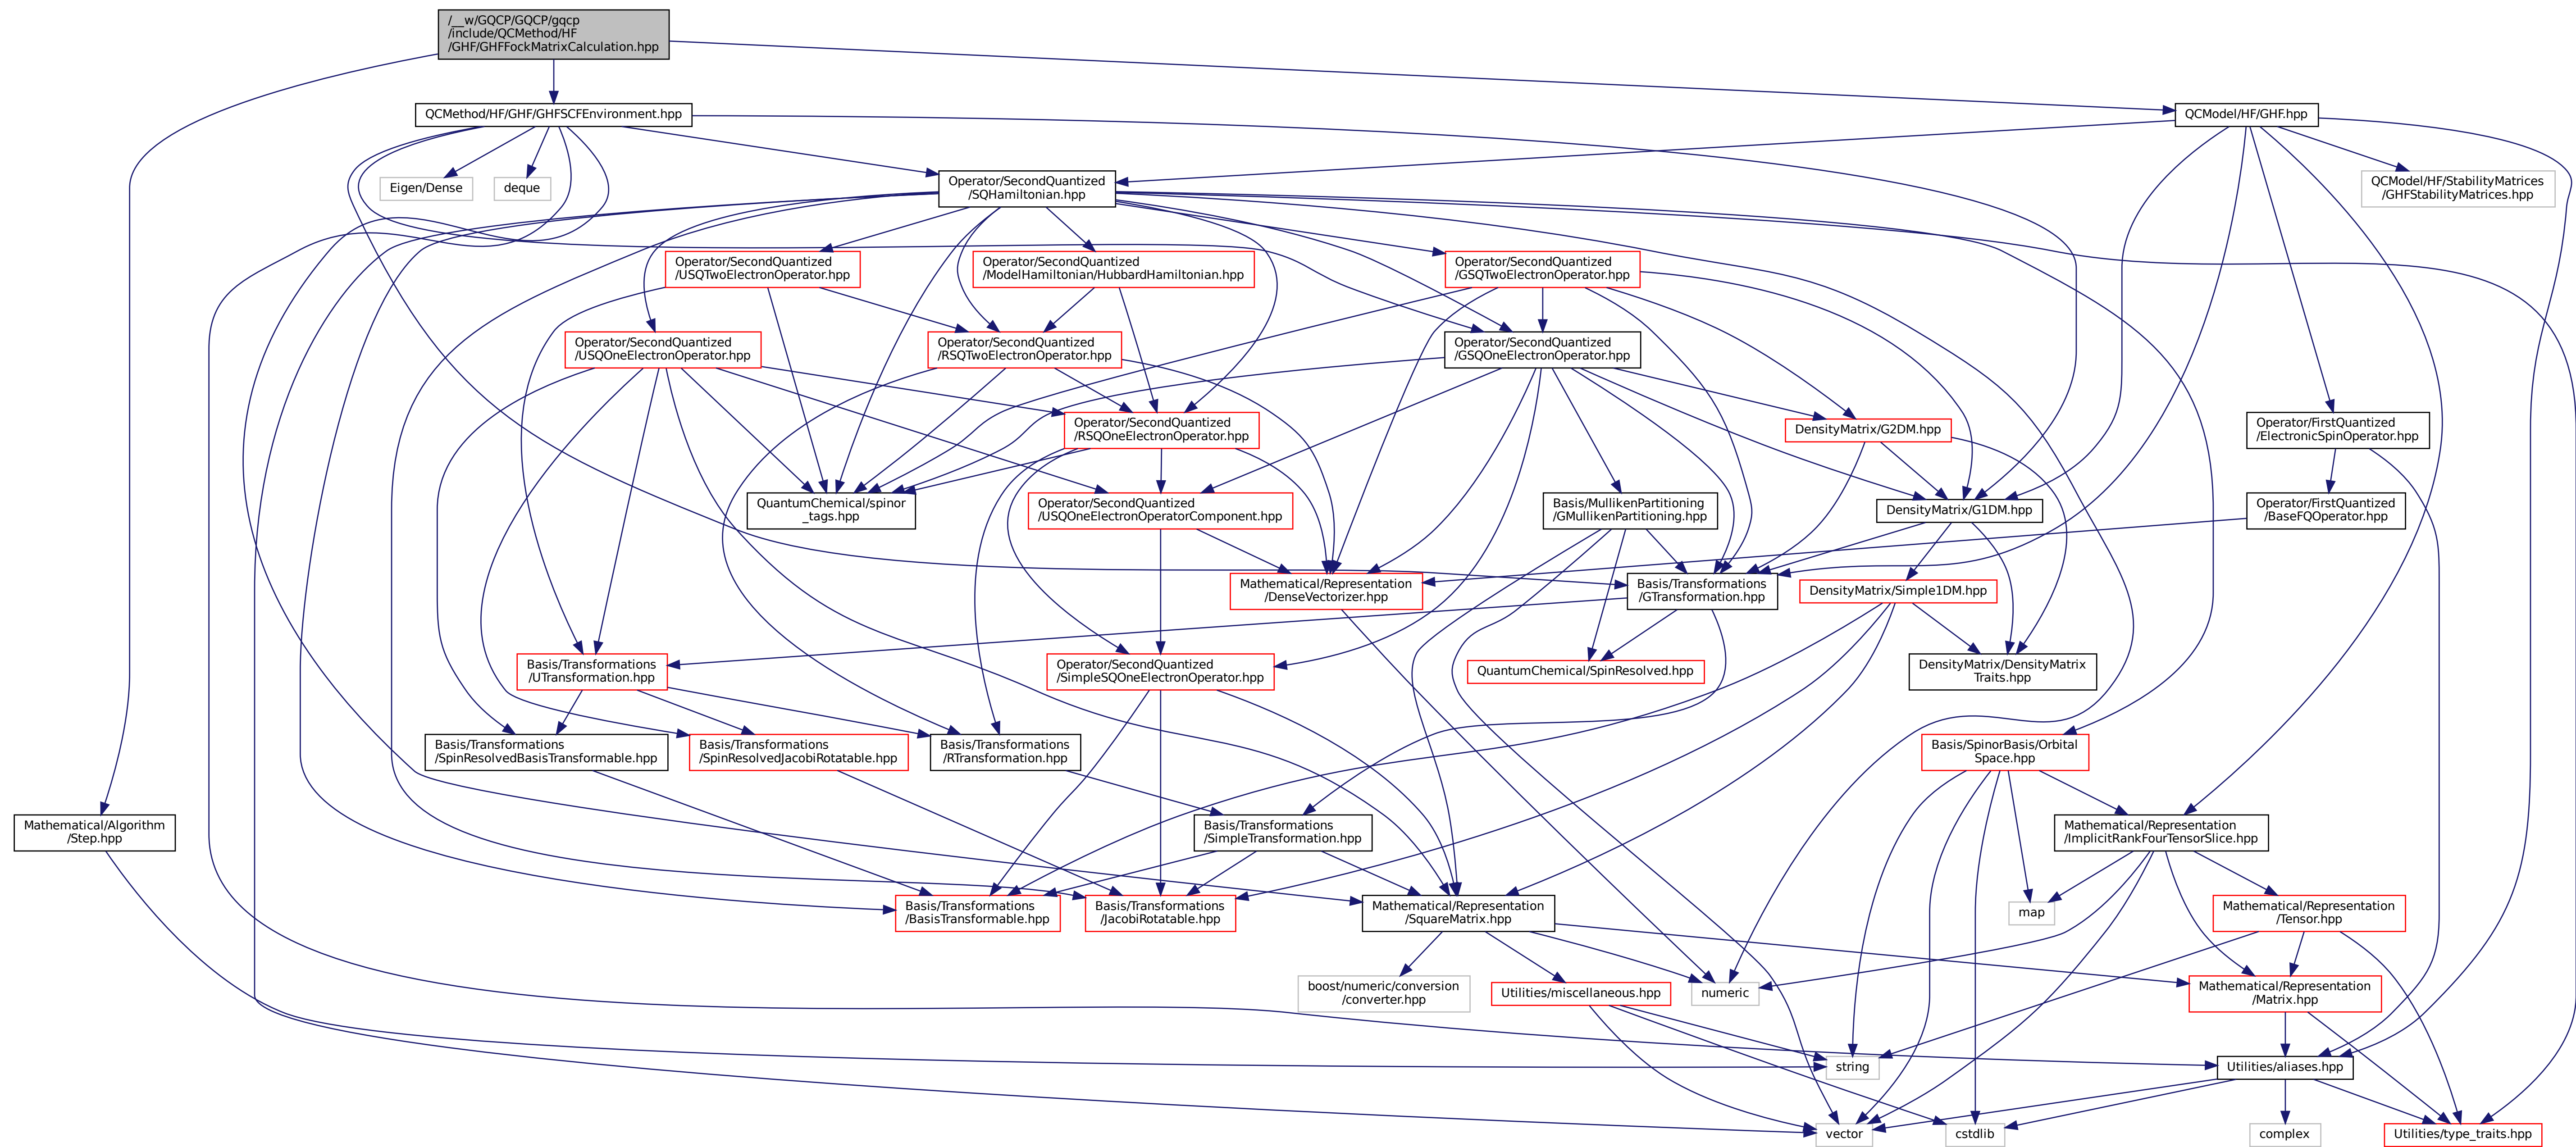 /__w/GQCP/GQCP/gqcp
/include/QCMethod/HF
/GHF/GHFFockMatrixCalculation.hpp
QCMethod/HF/GHF/GHFSCFEnvironment.hpp
QCModel/HF/GHF.hpp
Eigen/Dense
deque
Operator/SecondQuantized
/SQHamiltonian.hpp
QCModel/HF/StabilityMatrices
/GHFStabilityMatrices.hpp
Operator/SecondQuantized
/USQTwoElectronOperator.hpp
Operator/SecondQuantized
/ModelHamiltonian/HubbardHamiltonian.hpp
Operator/SecondQuantized
/GSQTwoElectronOperator.hpp
Operator/SecondQuantized
/USQOneElectronOperator.hpp
Operator/SecondQuantized
/RSQTwoElectronOperator.hpp
Operator/SecondQuantized
/GSQOneElectronOperator.hpp
Operator/SecondQuantized
/RSQOneElectronOperator.hpp
DensityMatrix/G2DM.hpp
Operator/FirstQuantized
/ElectronicSpinOperator.hpp
QuantumChemical/spinor
_tags.hpp
Operator/SecondQuantized
/USQOneElectronOperatorComponent.hpp
Basis/MullikenPartitioning
/GMullikenPartitioning.hpp
DensityMatrix/G1DM.hpp
Operator/FirstQuantized
/BaseFQOperator.hpp
Mathematical/Representation
/DenseVectorizer.hpp
Basis/Transformations
/GTransformation.hpp
DensityMatrix/Simple1DM.hpp
Basis/Transformations
/UTransformation.hpp
Operator/SecondQuantized
/SimpleSQOneElectronOperator.hpp
QuantumChemical/SpinResolved.hpp
DensityMatrix/DensityMatrix
Traits.hpp
Basis/Transformations
/SpinResolvedBasisTransformable.hpp
Basis/Transformations
/SpinResolvedJacobiRotatable.hpp
Basis/Transformations
/RTransformation.hpp
Basis/SpinorBasis/Orbital
Space.hpp
Mathematical/Algorithm
/Step.hpp
Basis/Transformations
/SimpleTransformation.hpp
Mathematical/Representation
/ImplicitRankFourTensorSlice.hpp
Basis/Transformations
/BasisTransformable.hpp
Basis/Transformations
/JacobiRotatable.hpp
Mathematical/Representation
/SquareMatrix.hpp
map
Mathematical/Representation
/Tensor.hpp
boost/numeric/conversion
/converter.hpp
Utilities/miscellaneous.hpp
numeric
Mathematical/Representation
/Matrix.hpp
string
Utilities/aliases.hpp
vector
cstdlib
complex
Utilities/type_traits.hpp